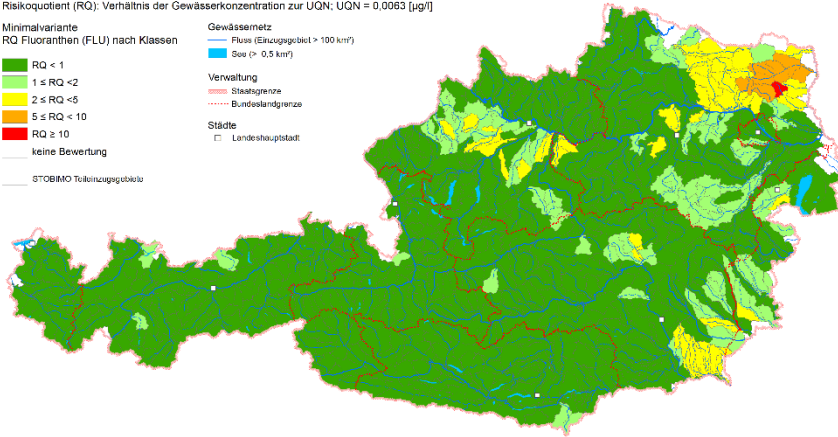 Risikoquotient (RQ): Verhältnis der Gewässerkonzentration zur UQN; UQN = 0,0063 [µg/l]
Minimalvariante
RQ Fluoranthen (FLU) nach Klassen
RQ < 1
1 ≤ RQ <2
2 ≤ RQ <5
5 ≤ RQ < 10
RQ ≥ 10
keine Bewertung
STOBIMO Teileinzugsgebiete
Gewässernetz
Fluss (Einzugsgebiet > 100 km²)
See (> 0,5 km²)
Verwaltung
Staatsgrenze
Bundeslandgrenze
Städte
Landeshauptstadt